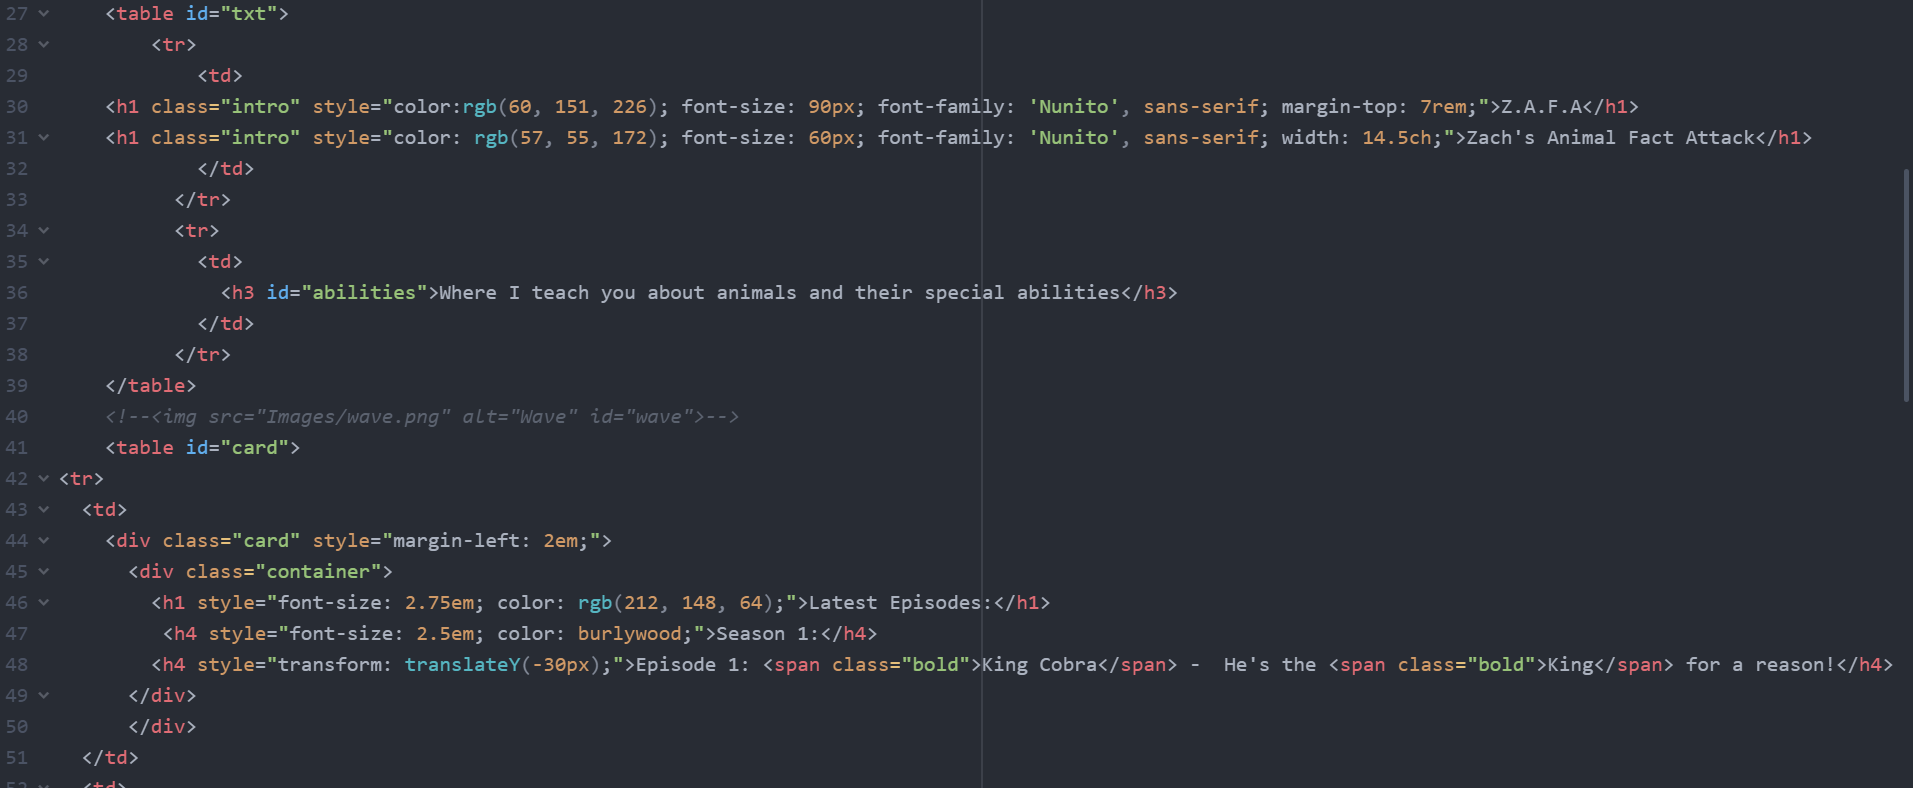 27 <table id="txt">
28 <tr>
29 <td>
30 <h1 class="intro" style="color:rgb(60, 151, 226); font-size: 90px; font-family: 'Nunito', sans-serif; margin-top: 7rem;">Z.A.F.A</h1>
31 <h1 class="intro" style="color: rgb(57, 55, 172); font-size: 60px; font-family: 'Nunito', sans-serif; width: 14.5ch;">Zach's Animal Fact Attack</h1>
32 </td>
33 </tr>
34 <tr>
35 <td>
36 <h3 id="abilities">Where I teach you about animals and their special abilities</h3>
37 </td>
38 </tr>
39 </table>
40 <!--<img src="Images/wave.png" alt="Wave" id="wave">-->
41 <table id="card">
42 <tr>
43 <td>
44 <div class="card" style="margin-left: 2em;">
45 <div class="container">
46 <h1 style="font-size: 2.75em; color: rgb(212, 148, 64);">Latest Episodes:</h1>
47 <h4 style="font-size: 2.5em; color: burlywood;">Season 1:</h4>
48 <h4 style="transform: translateY(-30px);">Episode 1: <span class="bold">King Cobra</span> -  He's the <span class="bold">King</span> for a reason!</h4>
49 </div>
50 </div>
51 </td>
52 <td>